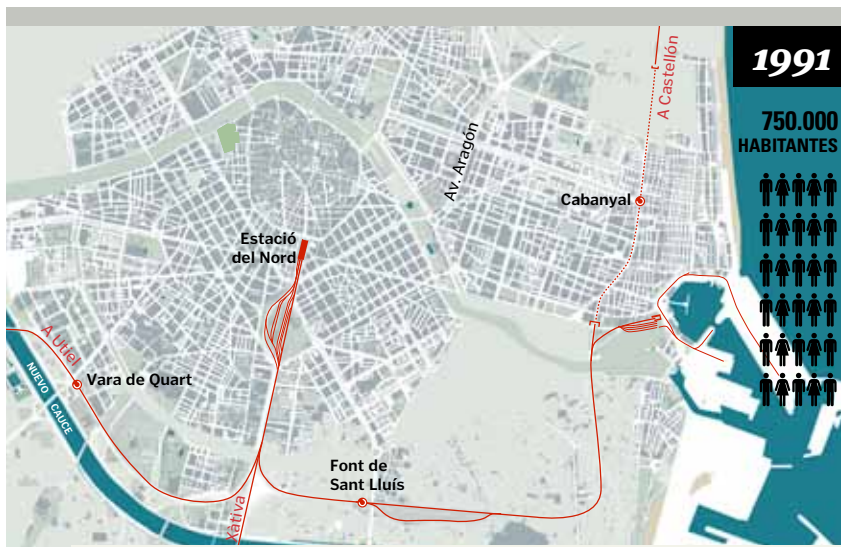 1991
750.000
HABITANTES
A Castellón
Av. Aragón
Cabanyal
Estació
del Nord
A Utiel
Vara de Quart
NUEVO CAUCE
Font de
Sant Lluís
Xàtiva